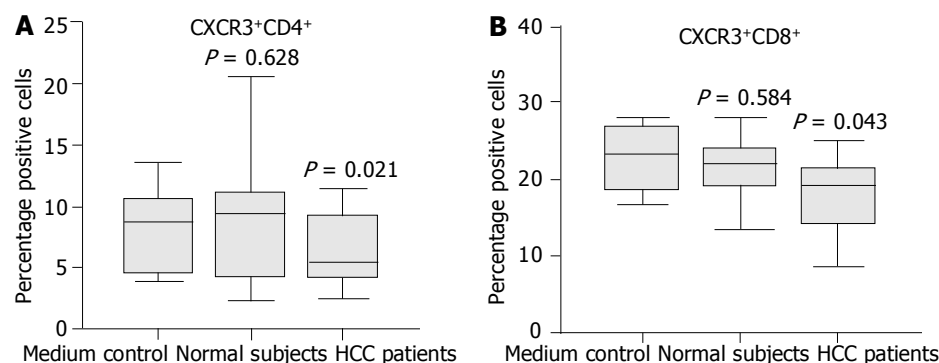 A
CXCR3⁺CD4⁺
P = 0.628
P = 0.021
Percentage positive cells
25
20
15
10
5
0
Medium control Normal subjects HCC patients
B
CXCR3⁺CD8⁺
P = 0.584
P = 0.043
Percentage positive cells
40
30
20
10
0
Medium control Normal subjects HCC patients